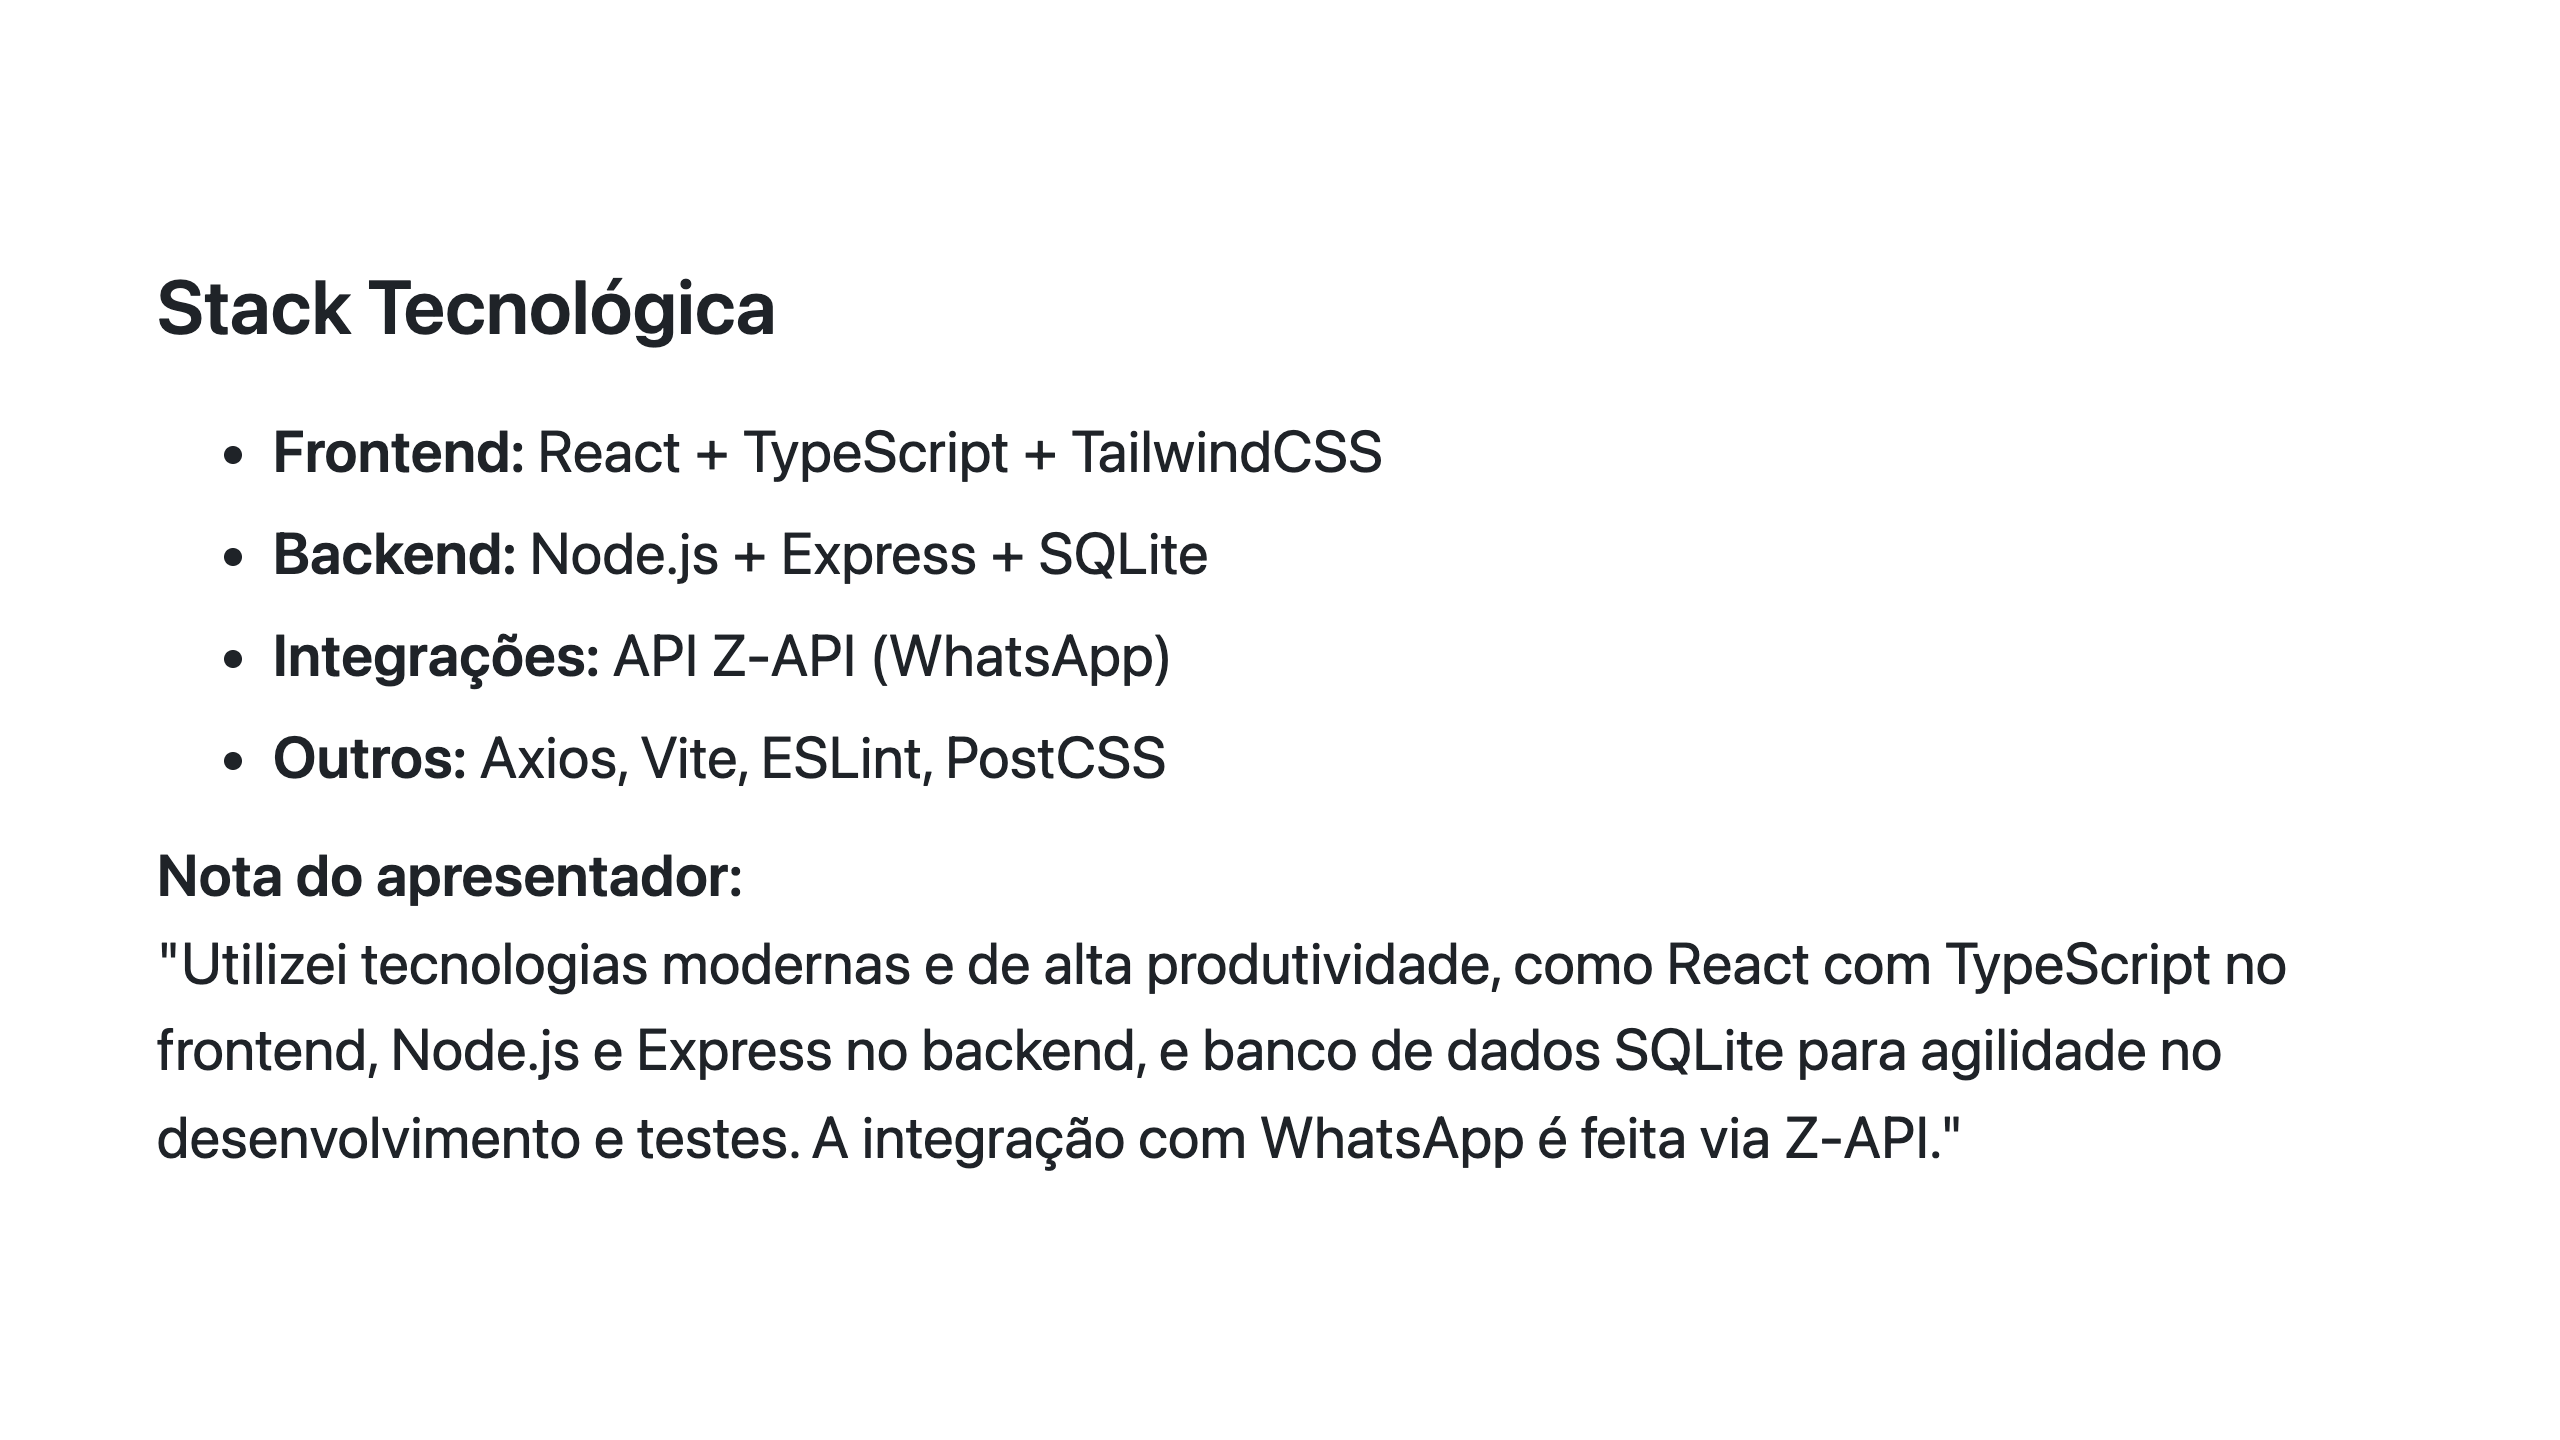 Stack Tecnológica
• Frontend: React + TypeScript + TailwindCSS
• Backend: Node.js + Express + SQLite
• Integrações: API Z-API (WhatsApp)
• Outros: Axios, Vite, ESLint, PostCSS
Nota do apresentador:
"Utilizei tecnologias modernas e de alta produtividade, como React com TypeScript no
frontend, Node.js e Express no backend, e banco de dados SQLite para agilidade no
desenvolvimento e testes. A integração com WhatsApp é feita via Z-API."